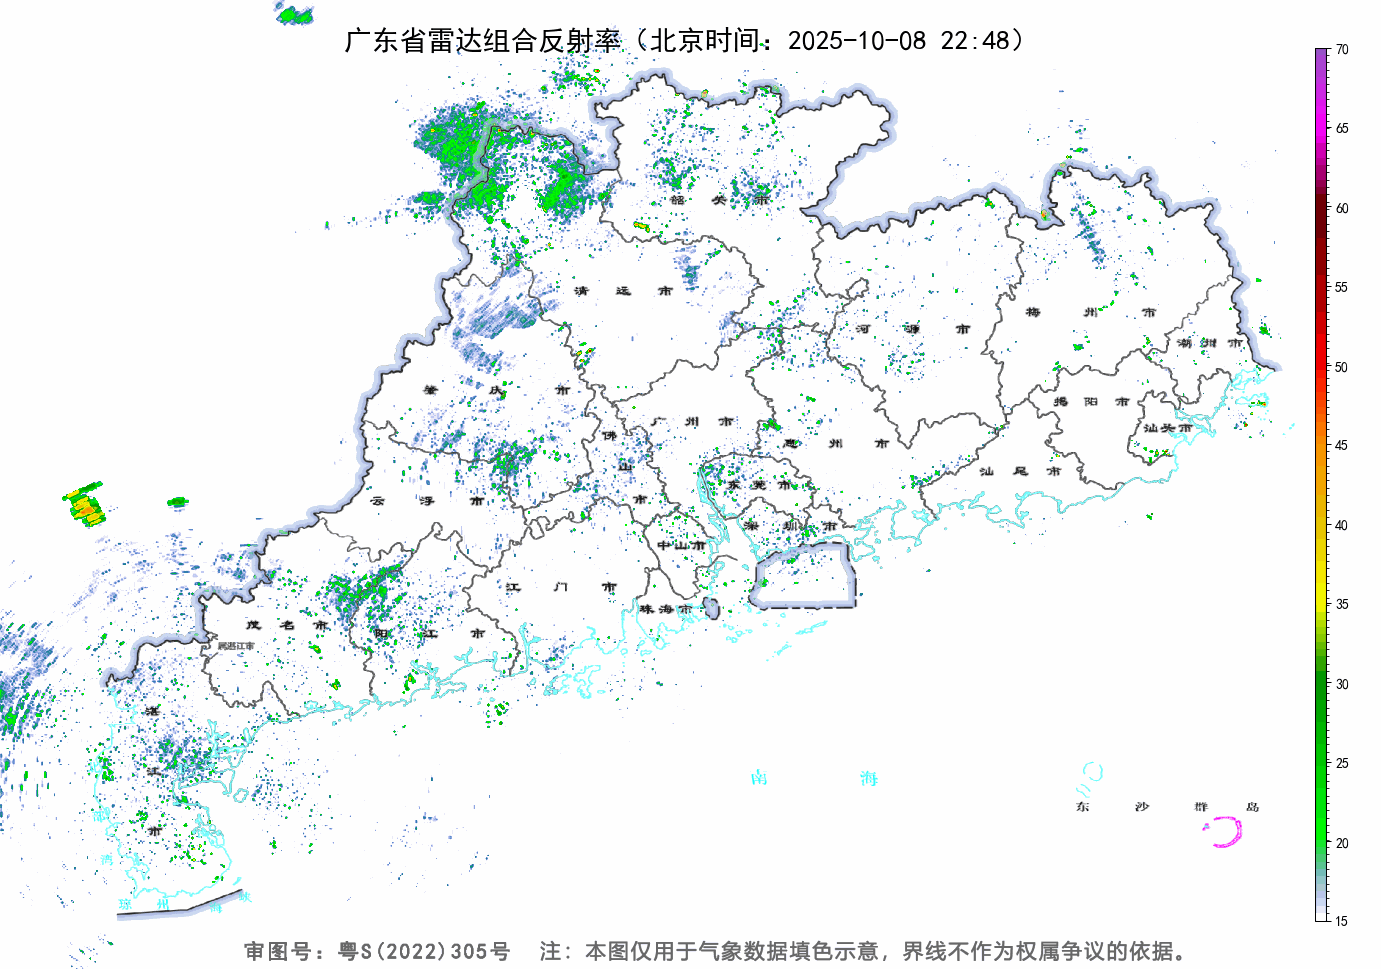 广东省雷达组合反射率（北京时间：2025-10-08 22:48）
70
65
60
55
50
45
40
35
30
25
20
15
韶关市
清远市
河源市
梅州市
潮州市
肇庆市
广州市
佛山市
惠州市
揭阳市
汕头市
汕尾市
云浮市
东莞市
深圳市
中山市
江门市
珠海市
茂名市
阳江市
属湛江市
湛江市
南海
东沙群岛
湾
琼州海峡
审图号：粤S(2022)305号 注：本图仅用于气象数据填色示意，界线不作为权属争议的依据。